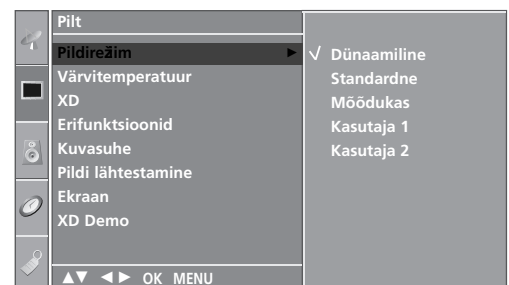 Pilt
Pildirežim
Värvitemperatuur
XD
Erifunktsioonid
Kuvasuhe
Pildi lähtestamine
Ekraan
XD Demo
▲▼ ◄► OK MENU
√ Dünaamiline
Standardne
Mõõdukas
Kasutaja 1
Kasutaja 2